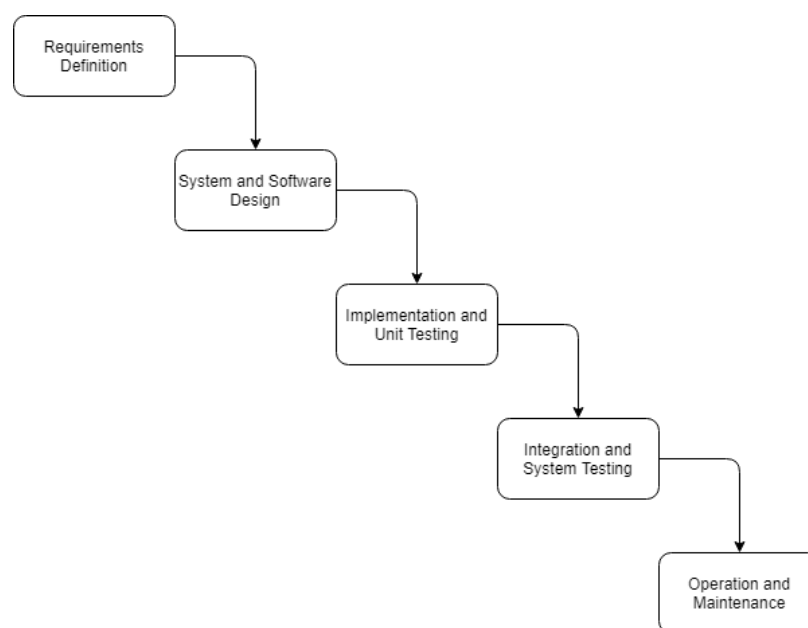 Requirements
Definition
System and Software
Design
Implementation and
Unit Testing
Integration and
System Testing
Operation and
Maintenance